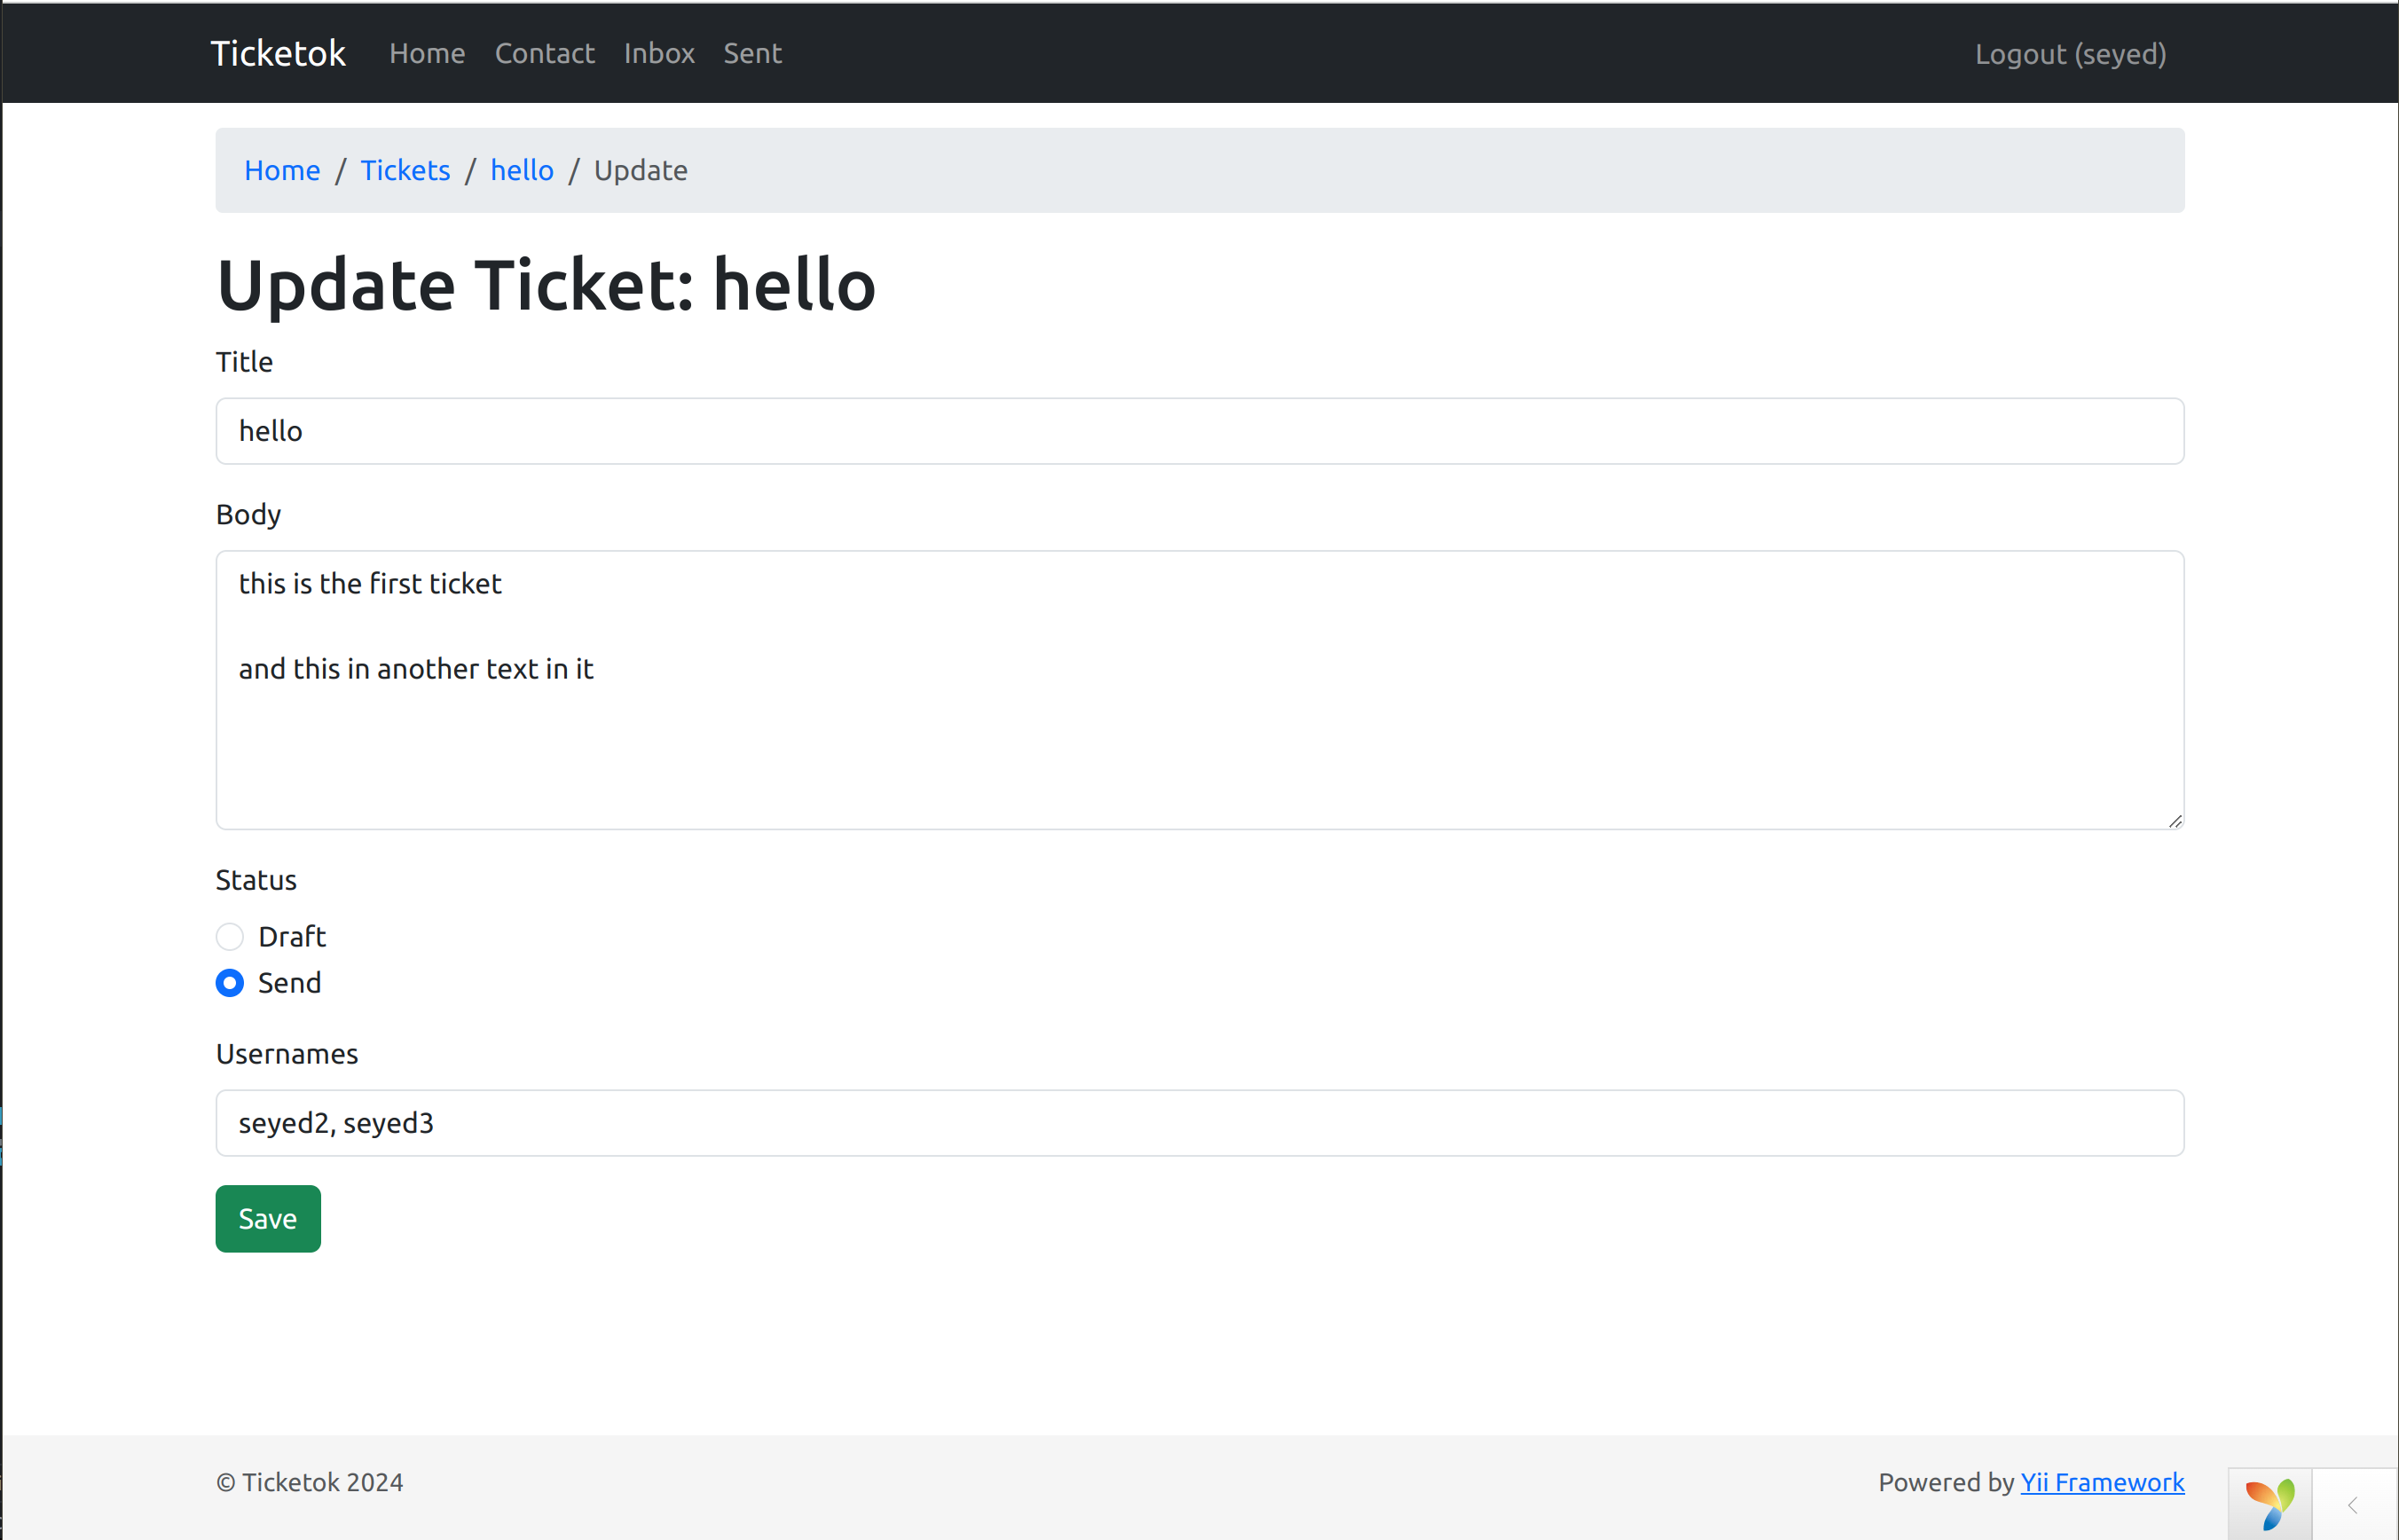 Ticketok Home Contact Inbox Sent Logout (seyed)
Home / Tickets / hello / Update
Update Ticket: hello
Title
hello
Body
this is the first ticket
and this in another text in it
Status
Draft
Send
Usernames
seyed2, seyed3
Save
© Ticketok 2024 Powered by Yii Framework